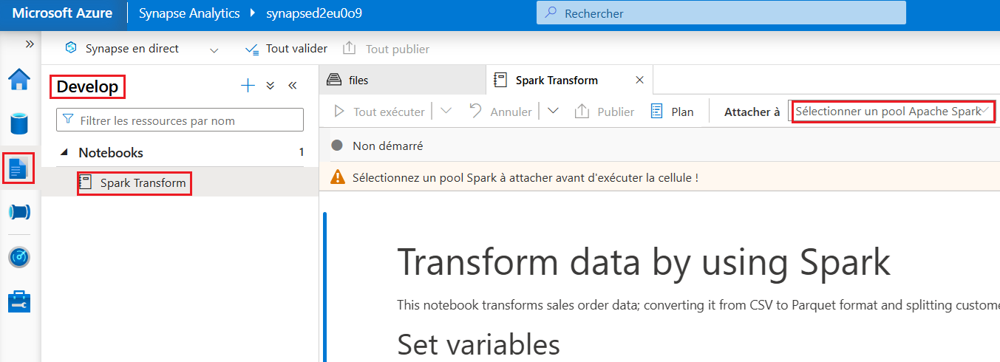 Microsoft Azure Synapse Analytics synapsed2eu0o9 Rechercher
Synapse en direct Tout valider Tout publier
Develop
Filtrer les ressources par nom
Notebooks 1
Spark Transform
files Spark Transform
Tout exécuter Annuler Publier Plan Attacher à Sélectionner un pool Apache Spark
Non démarré
Sélectionnez un pool Spark à attacher avant d'exécuter la cellule !
Transform data by using Spark
This notebook transforms sales order data; converting it from CSV to Parquet format and splitting custome
Set variables